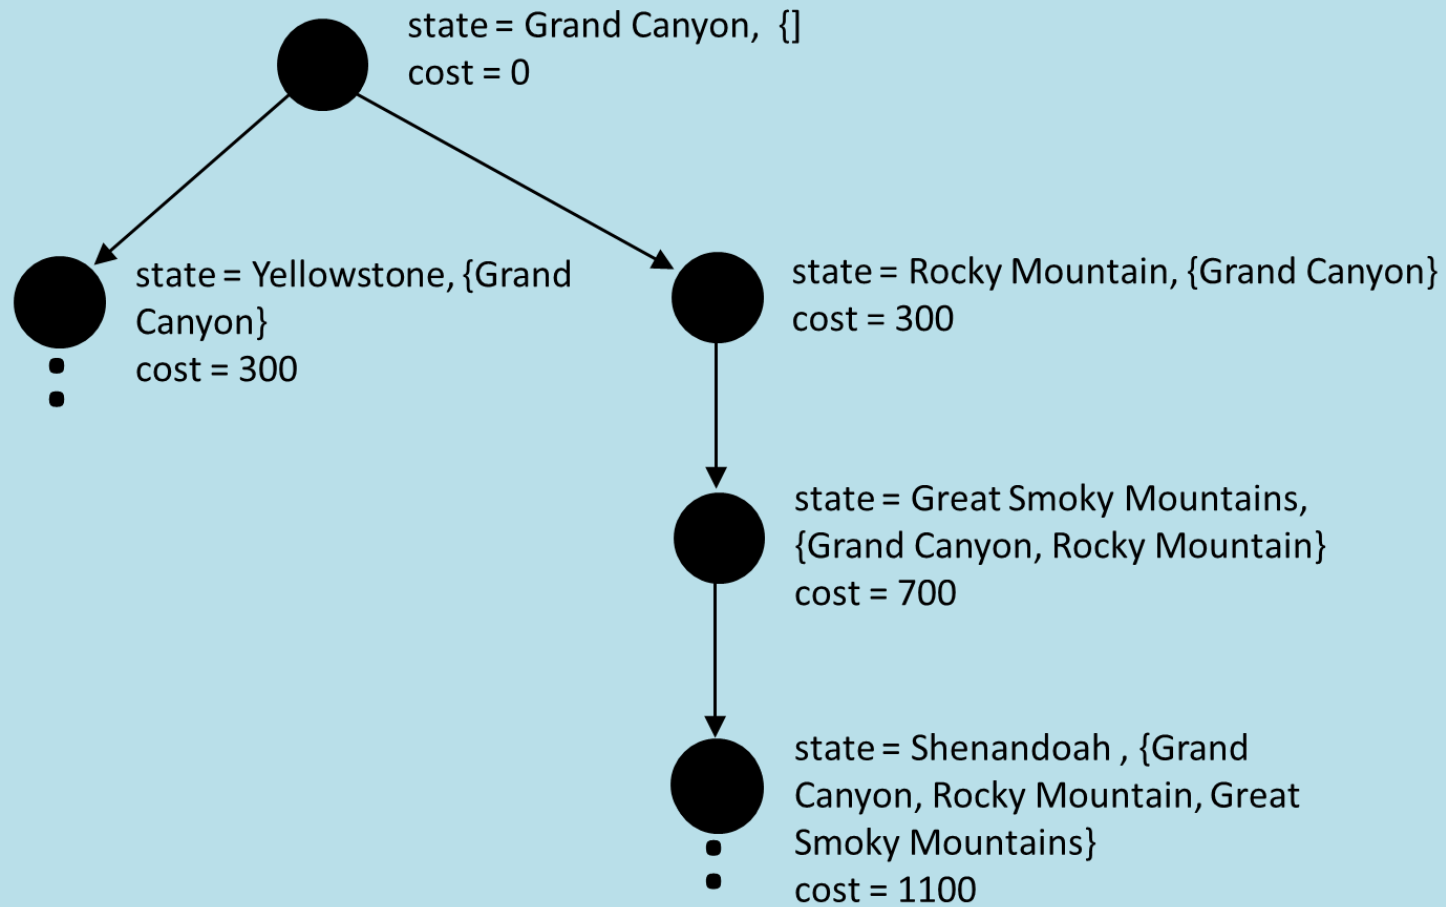 state = Grand Canyon, {]
cost = 0
state = Yellowstone, {Grand
Canyon}
cost = 300
state = Rocky Mountain, {Grand Canyon}
cost = 300
state = Great Smoky Mountains,
{Grand Canyon, Rocky Mountain}
cost = 700
state = Shenandoah , {Grand
Canyon, Rocky Mountain, Great
Smoky Mountains}
cost = 1100